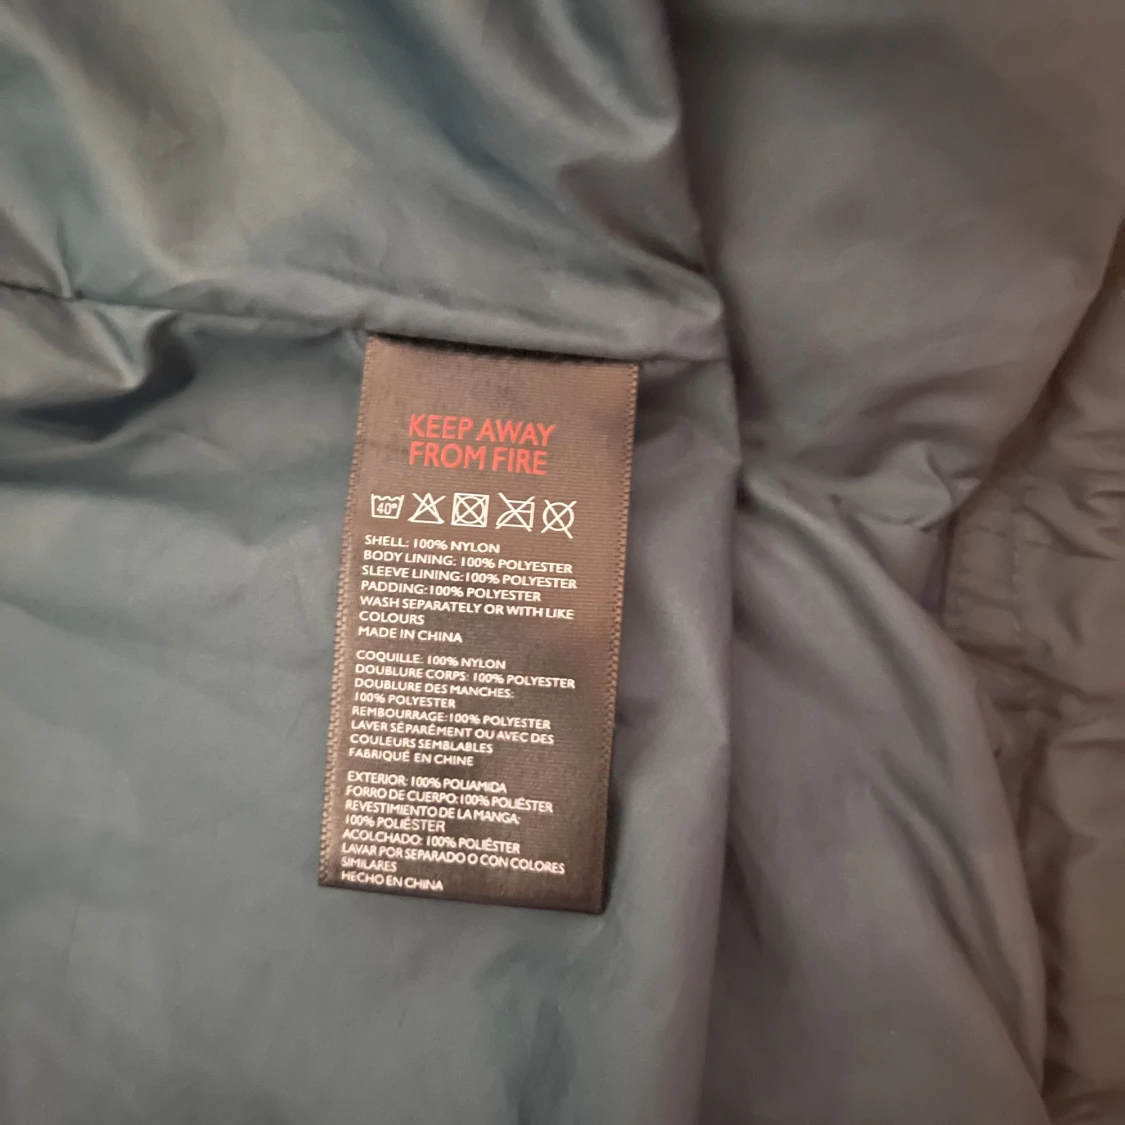 KEEP AWAY
FROM FIRE
40°
SHELL: 100% NYLON
BODY LINING: 100% POLYESTER
SLEEVE LINING:100% POLYESTER
PADDING:100% POLYESTER
WASH SEPARATELY OR WITH LIKE
COLOURS
MADE IN CHINA
COQUILLE: 100% NYLON
DOUBLURE CORPS: 100% POLYESTER
DOUBLURE DES MANCHES:
100% POLYESTER
REMBOURRAGE:100% POLYESTER
LAVER SÉPARÉMENT OU AVEC DES
COULEURS SEMBLABLES
FABRIQUÉ EN CHINE
EXTERIOR: 100% POLIAMIDA
FORRO DE CUERPO:100% POLIÉSTER
REVESTIMIENTO DE LA MANGA:
100% POLIÉSTER
ACOLCHADO: 100% POLIÉSTER
LAVAR POR SEPARADO O CON COLORES
SIMILARES
HECHO EN CHINA